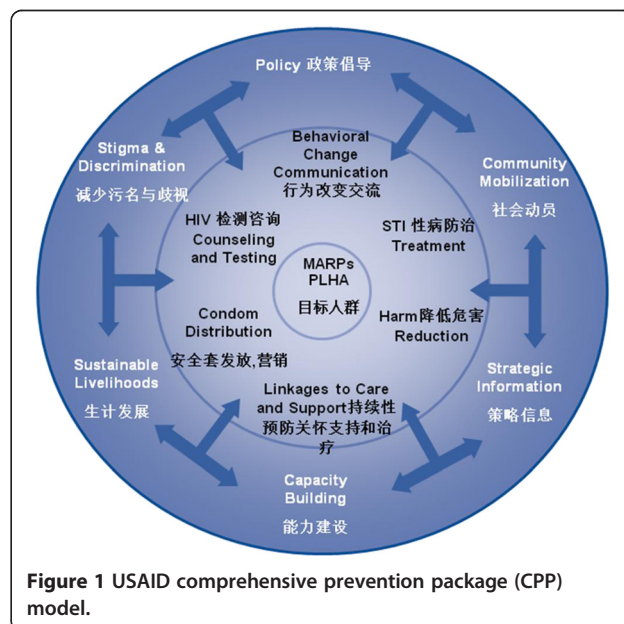 Policy 政策倡导
Stigma &
Discrimination
减少污名与歧视
Behavioral
Change
Communication
行为改变交流
Community
Mobilization
社会动员
HIV 检测咨询
Counseling
and Testing
STI 性病防治
Treatment
MARPs
PLHA
目标人群
Condom
Distribution
安全套发放,营销
Harm降低危害
Reduction
Sustainable
Livelihoods
生计发展
Linkages to Care
and Support持续性
预防关怀支持和治
疗
Strategic
Information
策略信息
Capacity
Building
能力建设
Figure 1 USAID comprehensive prevention package (CPP)
model.